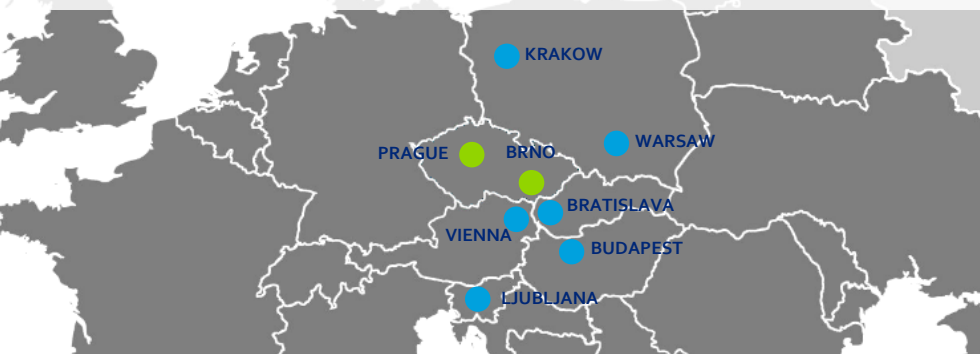 KRAKOW
WARSAW
PRAGUE
BRNO
BRATISLAVA
VIENNA
BUDAPEST
LJUBLJANA